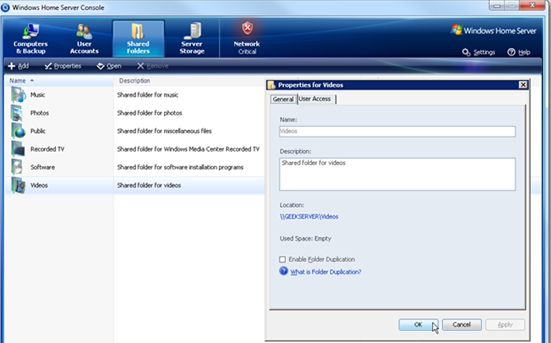 Windows Home Server Console
Computers & Backup
User Accounts
Shared Folders
Server Storage
Network
Critical
Windows Home Server
Settings
Help
Add
Properties
Open
Remove
Name
Description
Music
Shared folder for music
Photos
Shared folder for photos
Public
Shared folder for miscellaneous files
Recorded TV
Shared folder for Windows Media Center Recorded TV
Software
Shared folder for software installation programs
Videos
Shared folder for videos
Properties for Videos
General
User Access
Name:
Videos
Description:
Shared folder for videos
Location:
\\GEEKSERVER\Videos
Used Space: Empty
Enable Folder Duplication
What is Folder Duplication?
OK
Cancel
Apply